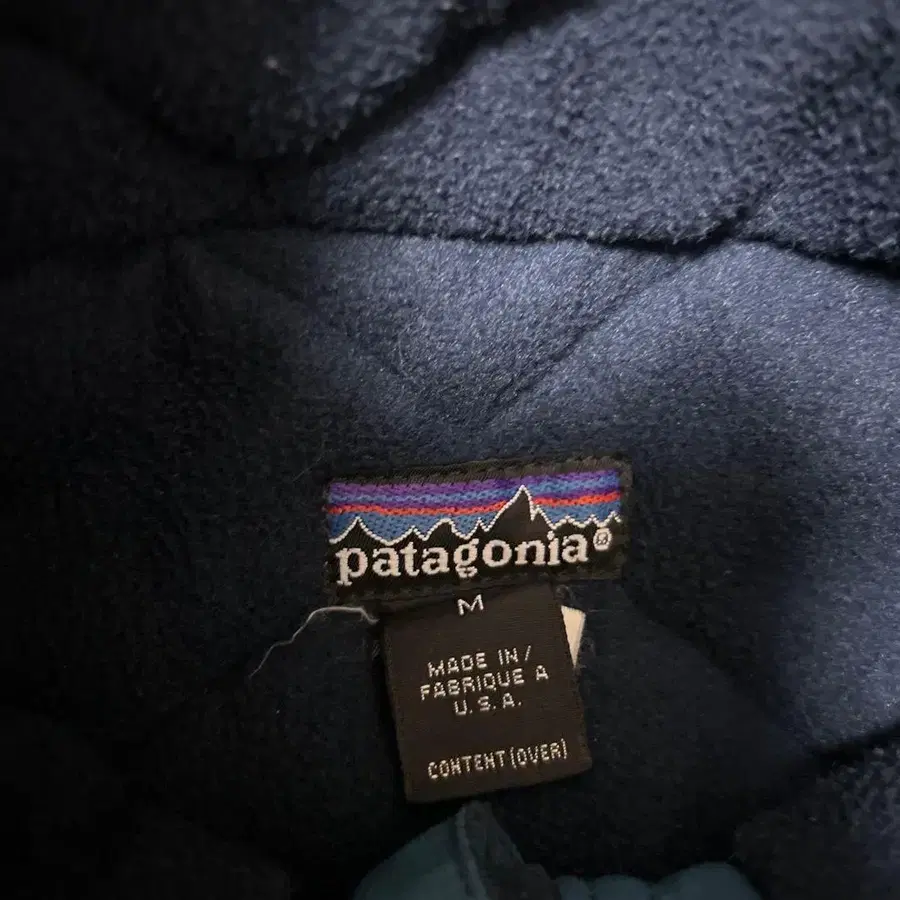 patagonia®
M
MADE IN/
FABRIQUE A
U.S.A.
CONTENT(OVER)